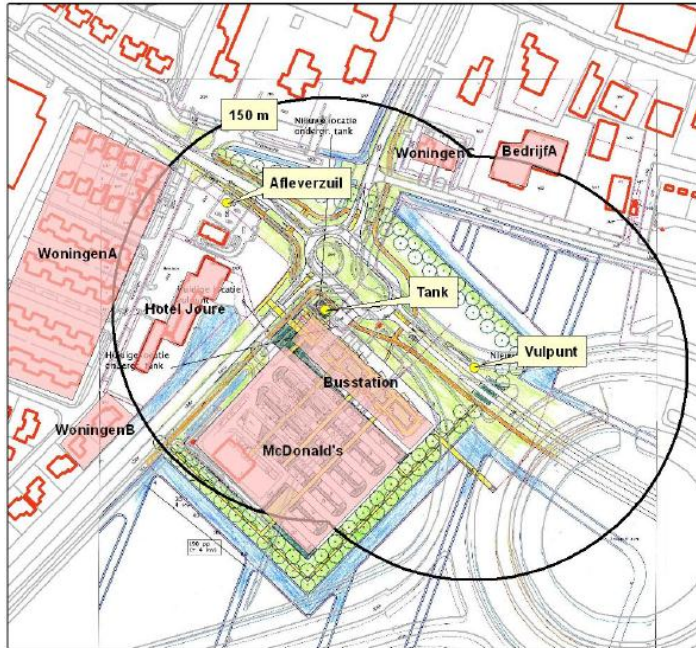 150 m
Nieuwe locatie
ondergr. tank
WoningenC
BedrijfA
Afleverzuil
WoningenA
Tank
Hotel Joure
Huidige locatie
ondergr. tank
Vulpunt
Busstation
WoningenB
McDonald's